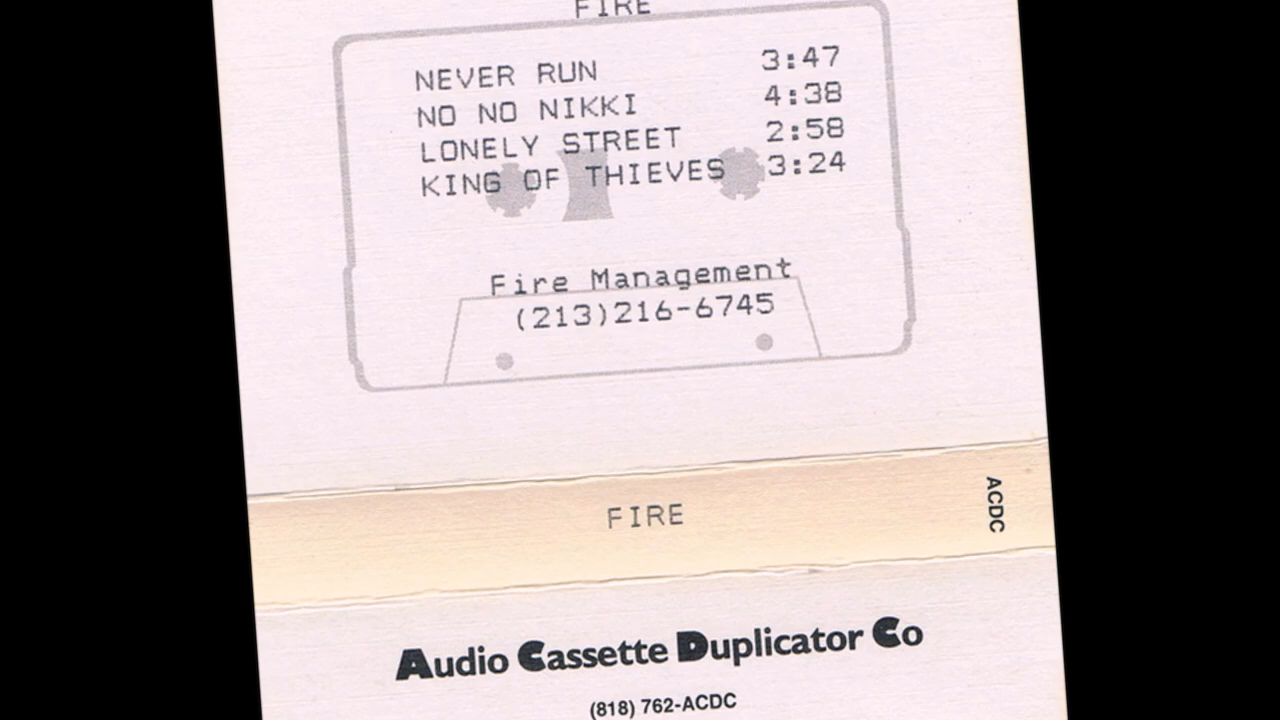 FIRE
NEVER RUN 3:47
NO NO NIKKI 4:38
LONELY STREET 2:58
KING OF THIEVES 3:24
Fire Management
(213)216-6745
FIRE
ACDC
Audio Cassette Duplicator Co
(818) 762-ACDC